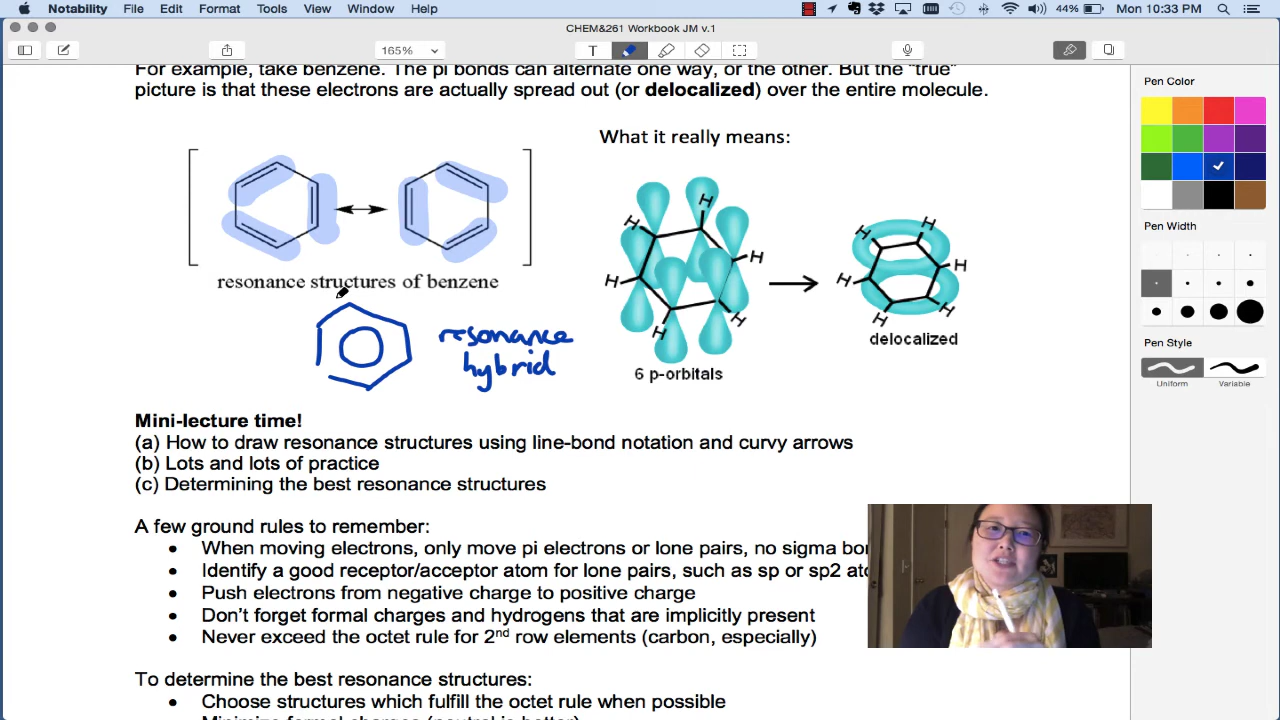 Notability File Edit Format Tools View Window Help 44% Mon 10:33 PM
CHEM&261 Workbook JM v.1
165% T
For example, take benzene. The pi bonds can alternate one way, or the other. But the “true”
picture is that these electrons are actually spread out (or delocalized) over the entire molecule.
What it really means:
H
H
H
H
H
H
6 p-orbitals
H
H
H
H
H
H
delocalized
resonance structures of benzene
resonance
hybrid
Mini-lecture time!
(a) How to draw resonance structures using line-bond notation and curvy arrows
(b) Lots and lots of practice
(c) Determining the best resonance structures
A few ground rules to remember:
• When moving electrons, only move pi electrons or lone pairs, no sigma
• Identify a good receptor/acceptor atom for lone pairs, such as sp or sp2
• Push electrons from negative charge to positive charge
• Don’t forget formal charges and hydrogens that are implicitly present
• Never exceed the octet rule for 2nd row elements (carbon, especially)
To determine the best resonance structures:
• Choose structures which fulfill the octet rule when possible
Pen Color
Pen Width
Pen Style
Uniform Variable